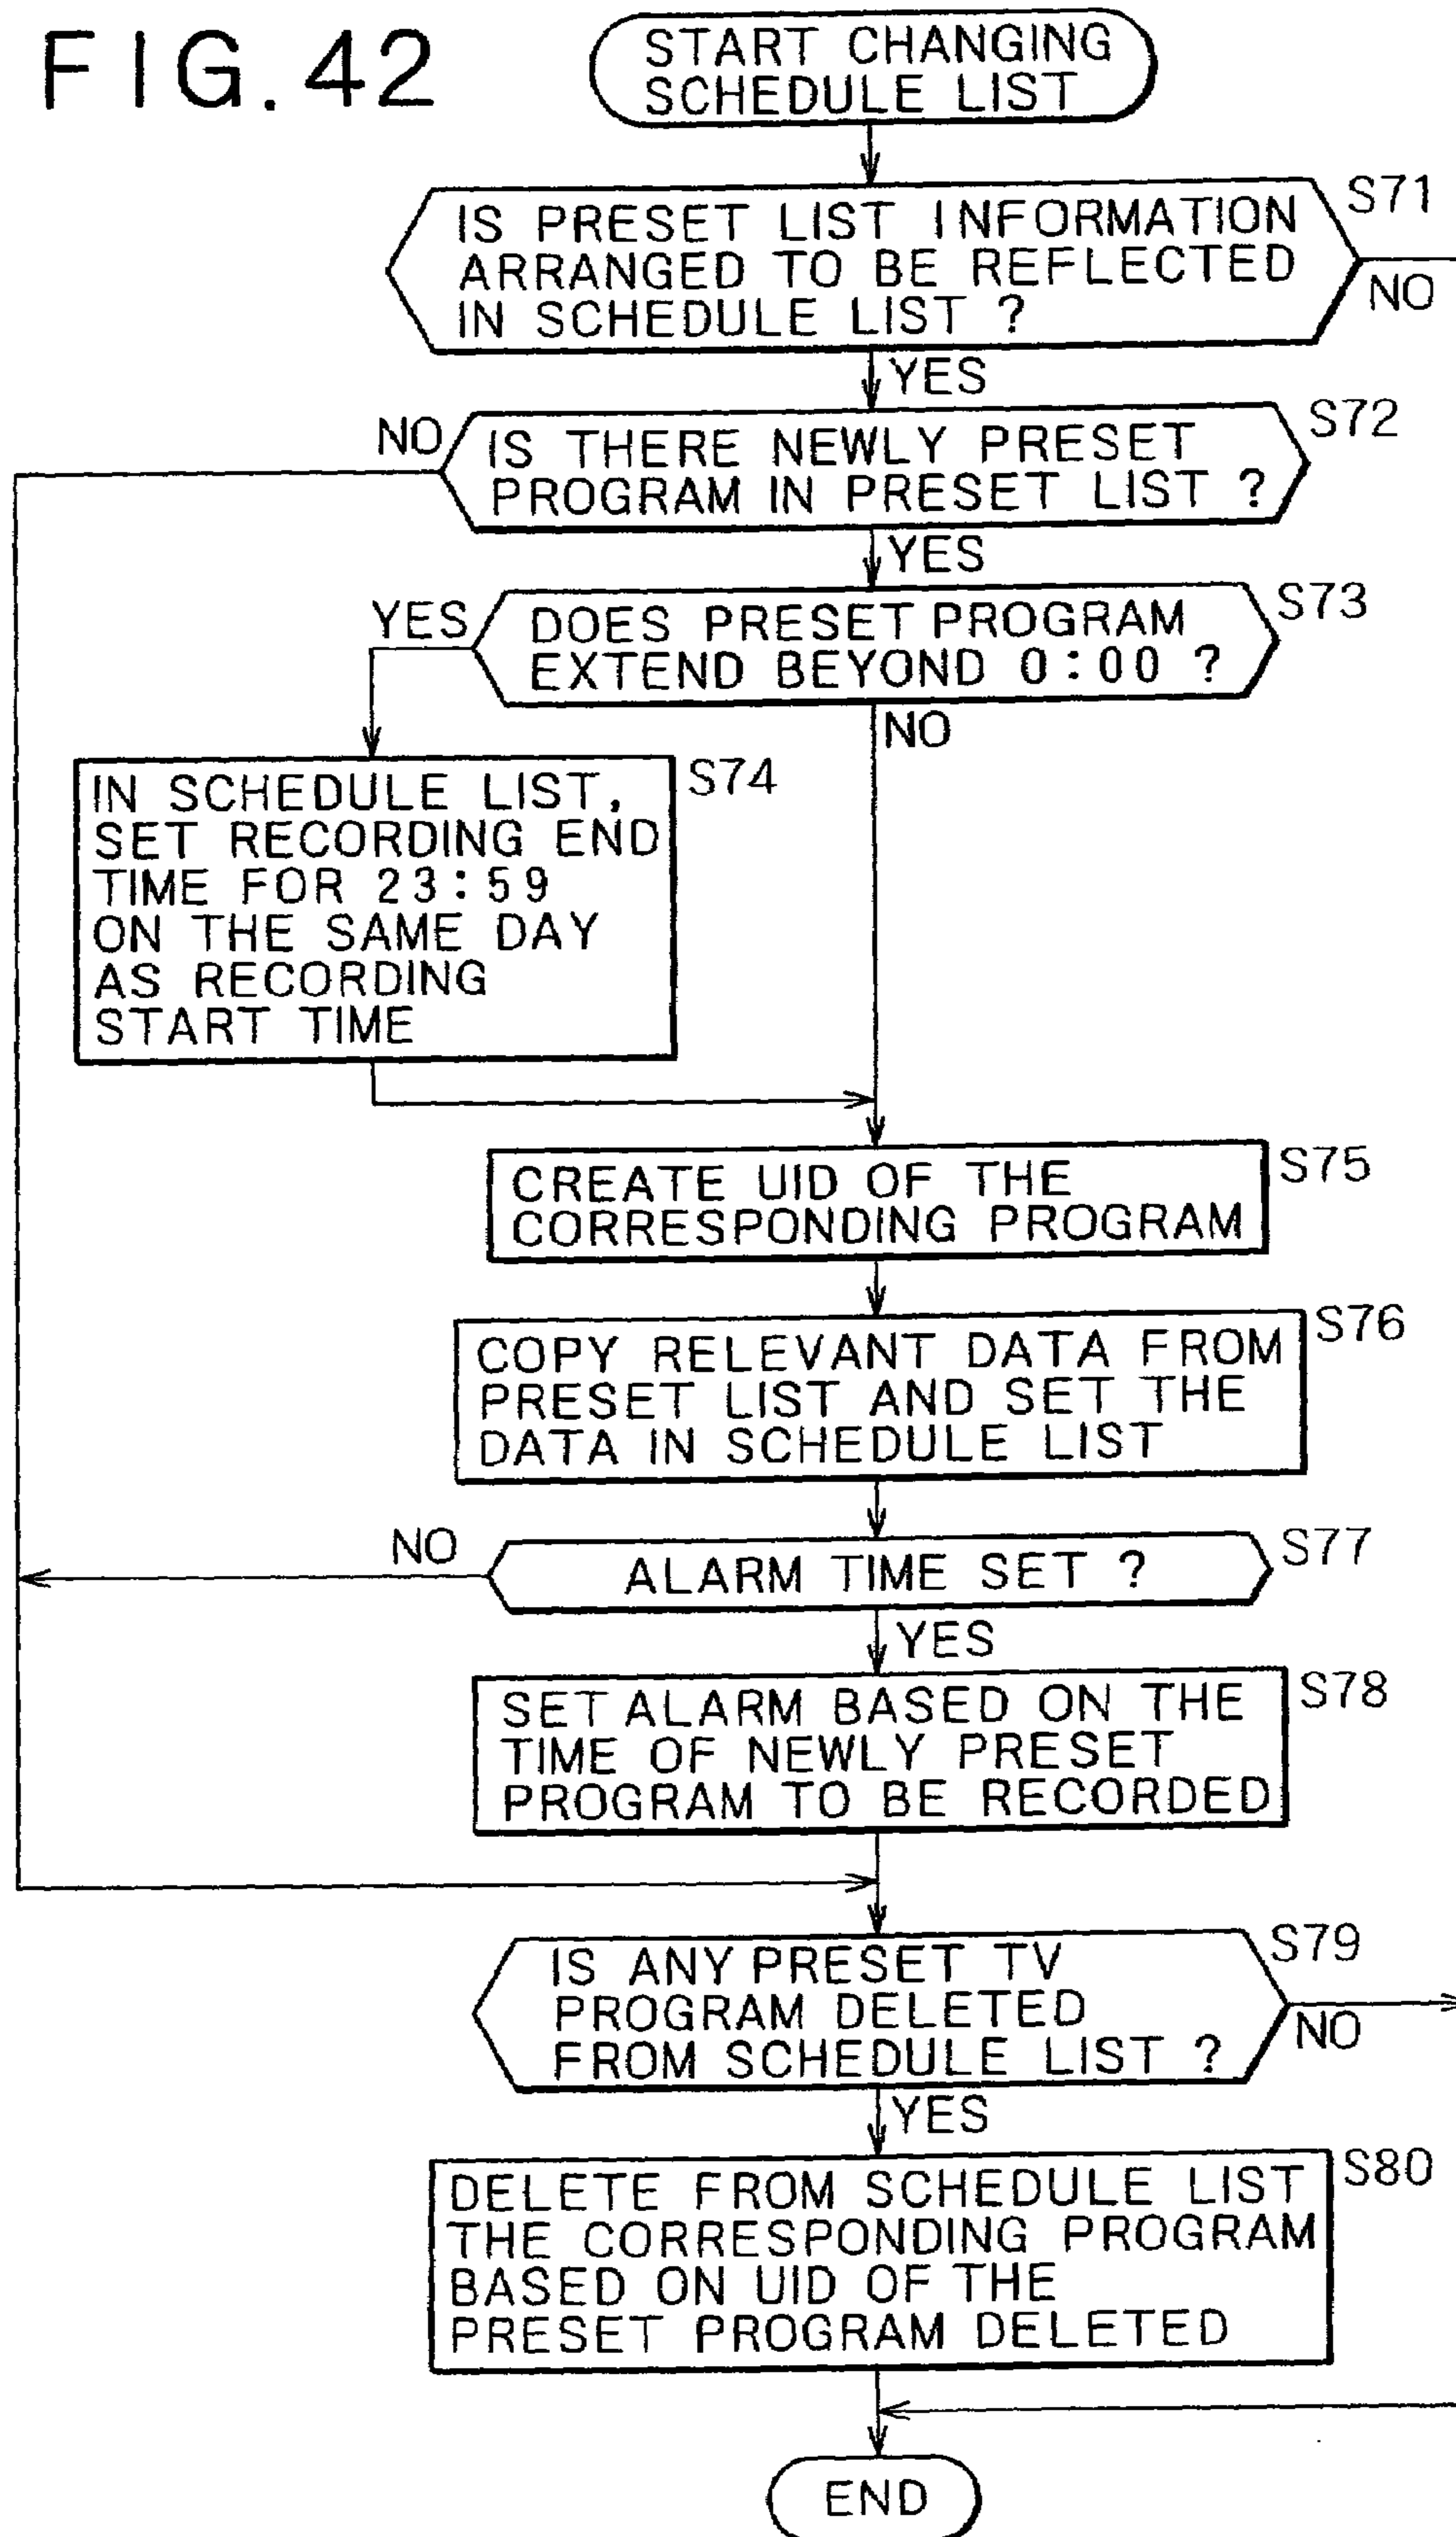 FIG. 42
START CHANGING
SCHEDULE LIST
S71
IS PRESET LIST INFORMATION
ARRANGED TO BE REFLECTED
IN SCHEDULE LIST ?
NO
YES
S72
NO
IS THERE NEWLY PRESET
PROGRAM IN PRESET LIST ?
YES
S73
YES
DOES PRESET PROGRAM
EXTEND BEYOND 0:00 ?
NO
S74
IN SCHEDULE LIST,
SET RECORDING END
TIME FOR 23:59
ON THE SAME DAY
AS RECORDING
START TIME
S75
CREATE UID OF THE
CORRESPONDING PROGRAM
S76
COPY RELEVANT DATA FROM
PRESET LIST AND SET THE
DATA IN SCHEDULE LIST
S77
NO
ALARM TIME SET ?
YES
S78
SET ALARM BASED ON THE
TIME OF NEWLY PRESET
PROGRAM TO BE RECORDED
S79
IS ANY PRESET TV
PROGRAM DELETED
FROM SCHEDULE LIST ?
NO
YES
S80
DELETE FROM SCHEDULE LIST
THE CORRESPONDING PROGRAM
BASED ON UID OF THE
PRESET PROGRAM DELETED
END